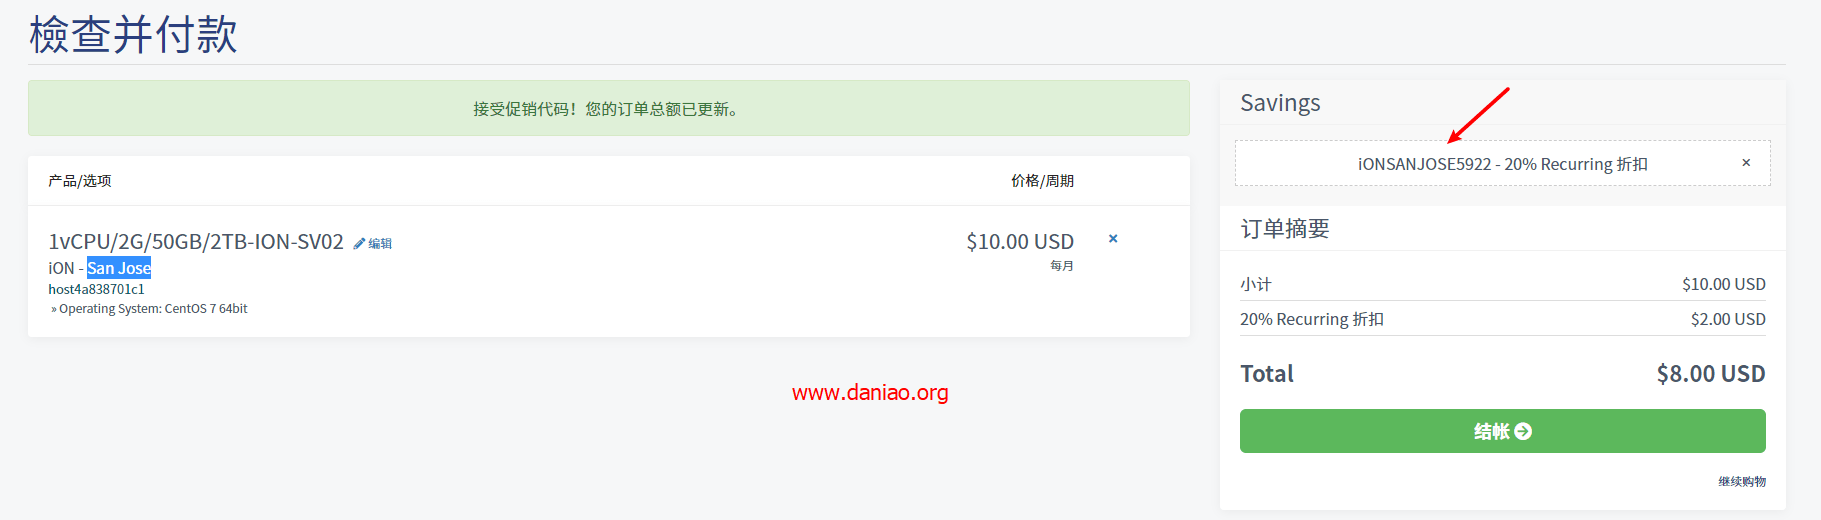 檢查并付款
接受促销代码！您的订单总额已更新。
产品/选项 价格/周期
1vCPU/2G/50GB/2TB-ION-SV02 编辑 $10.00 USD ×
iON - San Jose 每月
host4a838701c1
» Operating System: CentOS 7 64bit
www.daniao.org
Savings
iONSANJOSE5922 - 20% Recurring 折扣 ×
订单摘要
小计 $10.00 USD
20% Recurring 折扣 $2.00 USD
Total $8.00 USD
结帐
继续购物